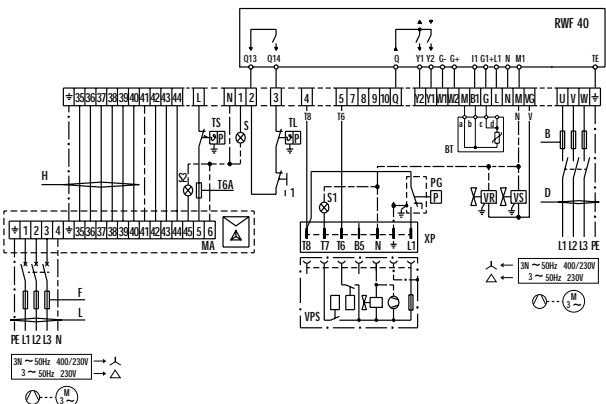 RWF 40
Q13 Q14 Q Y1 Y2 G- G+ I1 G1+ L1 N M1 TE
35 36 37 38 39 40 41 42 43 44 L N 1 2 3 4 5 7 8 9 10 Q Y2 Y1 W1 W2 M B1 G L N M VG U V W
T8 T6 N V
TS S TL
P P
a b c d
BT
B
H
S2 T6A
1
S1
PG
P
VR VS
D
1 2 3 4 35 36 37 38 39 40 41 42 43 44 45 5 6
MA
T8 T7 T6 B5 N L1
XP
L1 L2 L3 PE
VPS
F
L
PE L1 L2 L3 N
3N ~ 50Hz 400/230V
3 ~ 50Hz 230V
M
3 ~
3N ~ 50Hz 400/230V
3 ~ 50Hz 230V
M
3 ~